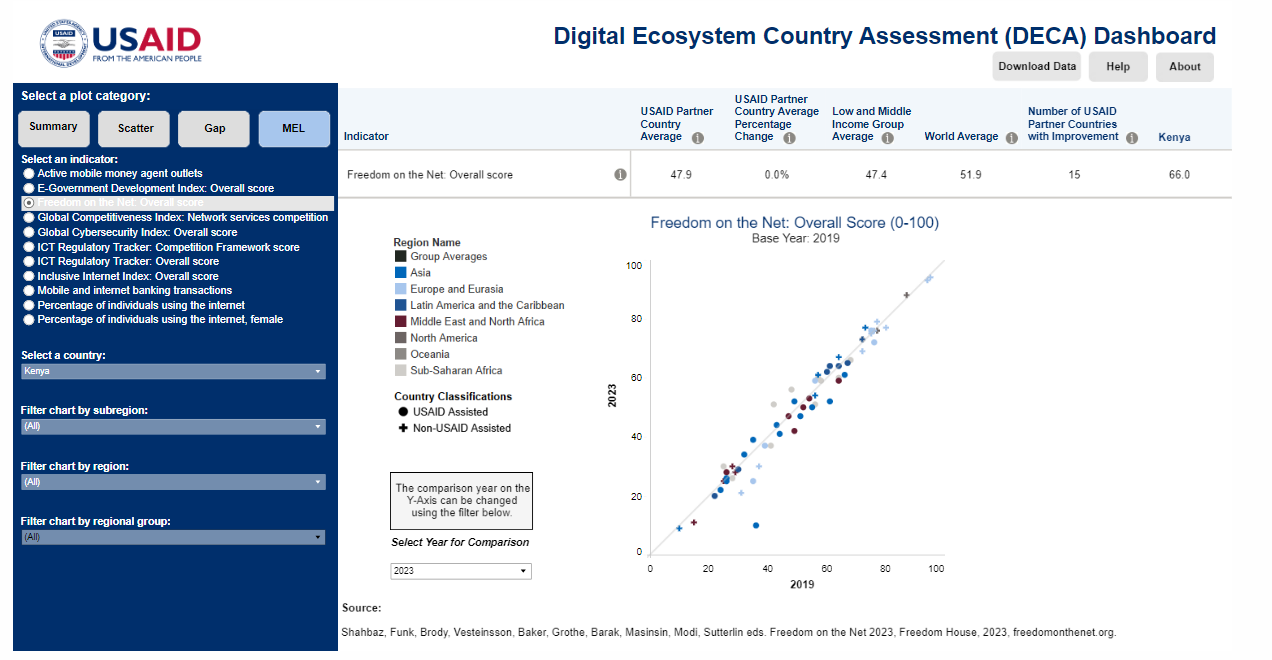 USAID
FROM THE AMERICAN PEOPLE
Digital Ecosystem Country Assessment (DECA) Dashboard
Download Data
Help
About
Select a plot category:
Summary
Scatter
Gap
MEL
Select an indicator:
Active mobile money agent outlets
E-Government Development Index: Overall score
Freedom on the Net: Overall score
Global Competitiveness Index: Network services competition
Global Cybersecurity Index: Overall score
ICT Regulatory Tracker: Competition Framework score
ICT Regulatory Tracker: Overall score
Inclusive Internet Index: Overall score
Mobile and internet banking transactions
Percentage of individuals using the internet
Percentage of individuals using the internet, female
Select a country:
Kenya
Filter chart by subregion:
(All)
Filter chart by region:
(All)
Filter chart by regional group:
(All)
Indicator
USAID Partner
Country
Average
USAID Partner
Country Average
Percentage
Change
Low and Middle
Income Group
Average
World Average
Number of USAID
Partner Countries
with Improvement
Kenya
Freedom on the Net: Overall score
47.9
0.0%
47.4
51.9
15
66.0
Region Name
Group Averages
Asia
Europe and Eurasia
Latin America and the Caribbean
Middle East and North Africa
North America
Oceania
Sub-Saharan Africa
Country Classifications
USAID Assisted
Non-USAID Assisted
The comparison year on the
Y-Axis can be changed
using the filter below.
Select Year for Comparison
2023
Freedom on the Net: Overall Score (0-100)
Base Year: 2019
100
80
60
40
20
0
2023
0
20
40
60
80
100
2019
Source:
Shahbaz, Funk, Brody, Vesteinsson, Baker, Grothe, Barak, Masinsin, Modi, Sutterlin eds. Freedom on the Net 2023, Freedom House, 2023, freedomonthenet.org.